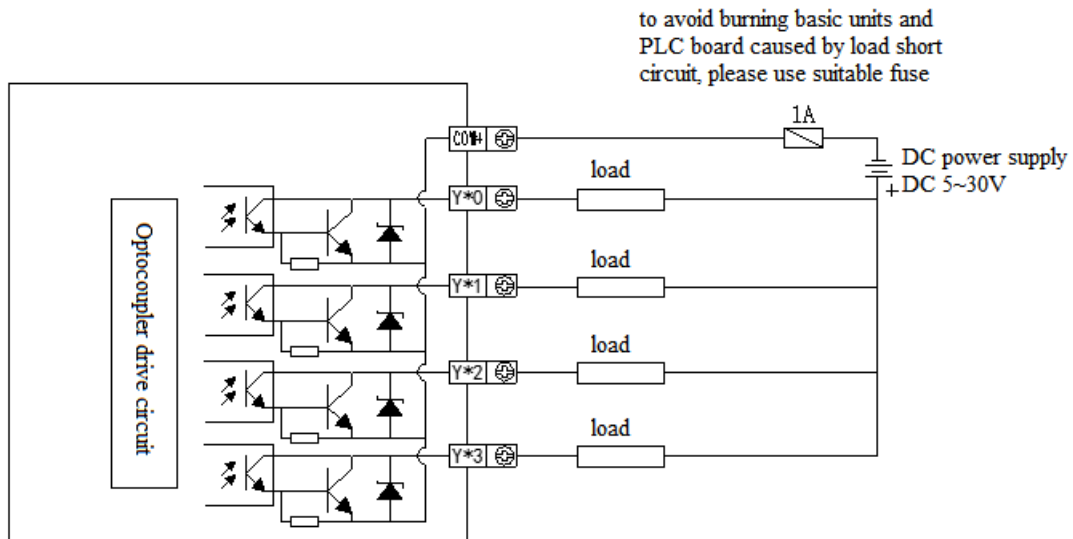 to avoid burning basic units and
PLC board caused by load short
circuit, please use suitable fuse
1A
COM+
DC power supply
DC 5~30V
+
load
Y*0
Optocoupler drive circuit
load
Y*1
load
Y*2
load
Y*3